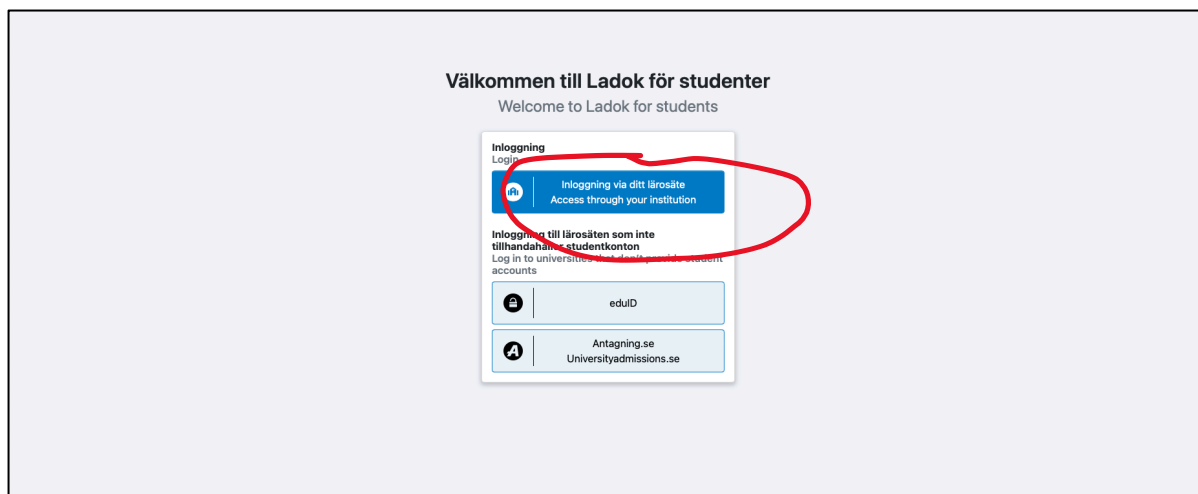 Välkommen till Ladok för studenter
Welcome to Ladok for students
Inloggning
Login
Inloggning via ditt lärosäte
Access through your institution
Inloggning till lärosäten som inte
tillhandahåller studentkonton
Log in to universities that don't provide student
accounts
eduID
Antagning.se
Universityadmissions.se